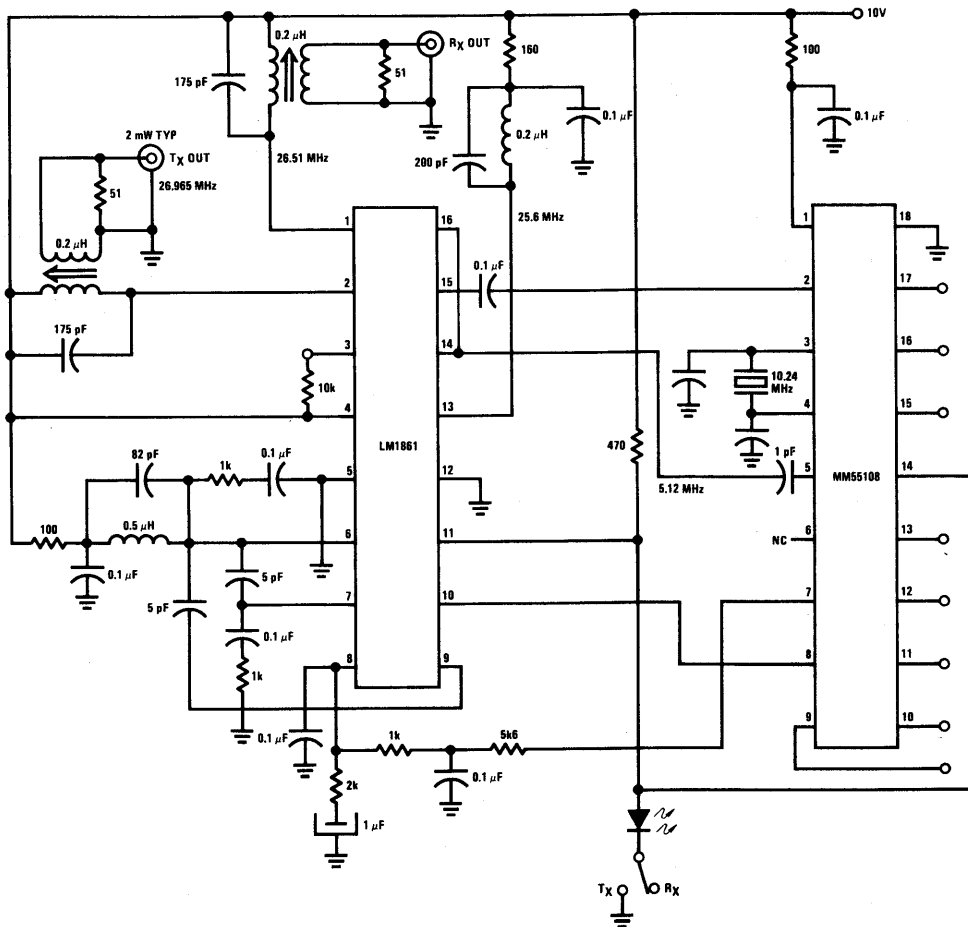 10V
0.2 µH
RX OUT
160
100
175 pF
51
0.1 µF
0.1 µF
0.2 µH
2 mW TYP
TX OUT
26.51 MHz
200 pF
51
26.965 MHz
25.6 MHz
1
16
1
18
0.2 µH
0.1 µF
2
15
2
17
175 pF
3
14
3
16
10k
10.24
MHz
4
13
4
15
LM1861
470
82 pF
1k
0.1 µF
1 pF
5
12
5
MM55108
14
5.12 MHz
100
0.5 µH
6
11
NC
6
13
0.1 µF
5 pF
5 pF
7
10
7
12
0.1 µF
1k
8
9
8
11
0.1 µF
1k
5k6
9
10
2k
0.1 µF
1 µF
TX
RX